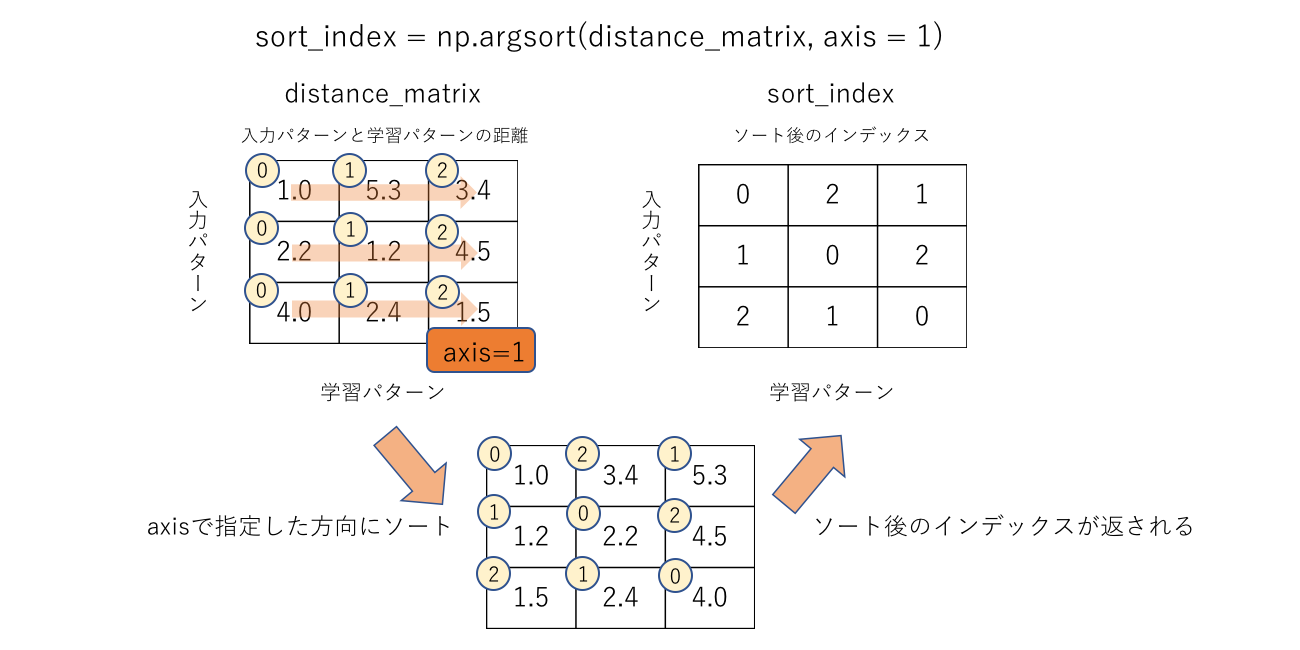 sort_index = np.argsort(distance_matrix, axis = 1)
distance_matrix
入力パターンと学習パターンの距離
入力パターン
0 1 2
1.0 5.3 3.4
0 1 2
2.2 1.2 4.5
0 1 2
4.0 2.4 1.5
axis=1
学習パターン
sort_index
ソート後のインデックス
入力パターン
0 2 1
1 0 2
2 1 0
学習パターン
axisで指定した方向にソート
0 2 1
1.0 3.4 5.3
1 0 2
1.2 2.2 4.5
2 1 0
1.5 2.4 4.0
ソート後のインデックスが返される